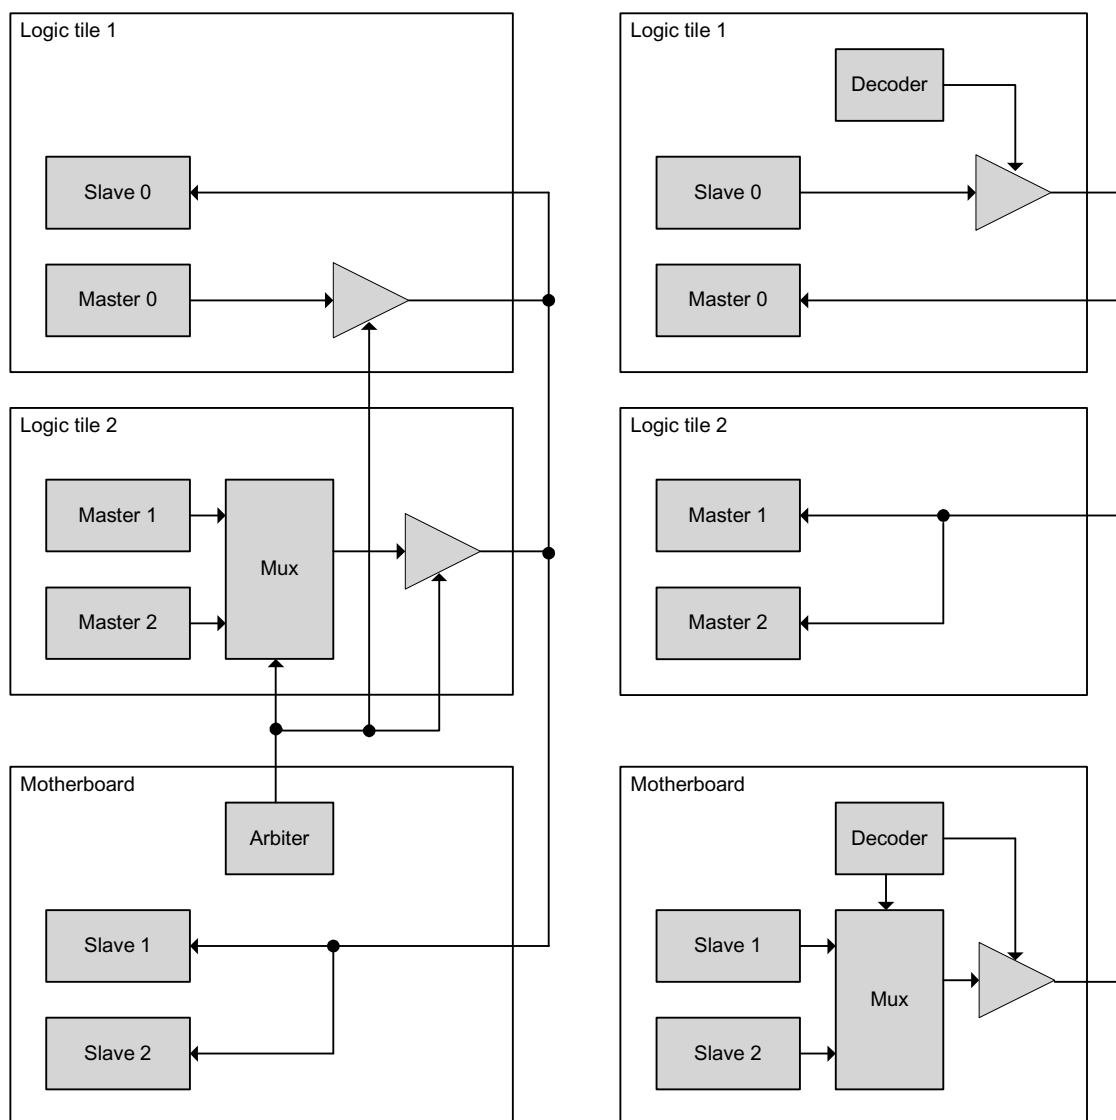 Logic tile 1
Slave 0
Master 0
Logic tile 2
Master 1
Mux
Master 2
Motherboard
Arbiter
Slave 1
Slave 2
Logic tile 1
Decoder
Slave 0
Master 0
Logic tile 2
Master 1
Master 2
Motherboard
Decoder
Slave 1
Mux
Slave 2